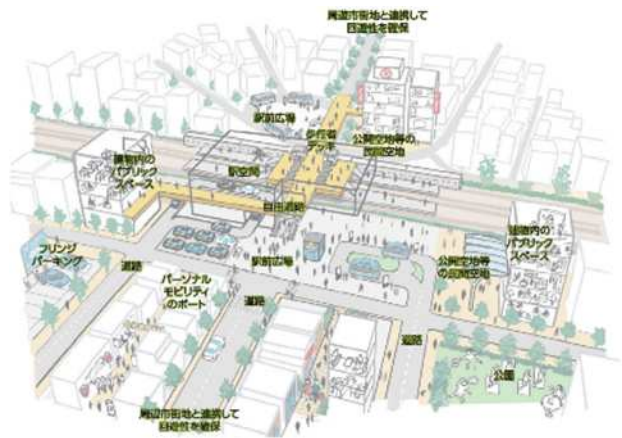 周辺市街地と連携して
回遊性を確保
駅前広場
歩行者
デッキ
公開空地等の
民間空地
建物内の
パブリック
スペース
駅空間
自由通路
建物内の
パブリック
スペース
フリンジ
パーキング
道路
駅前広場
公開空地等
の民間空地
パーソナル
モビリティ
のポート
道路
道路
公園
周辺市街地と連携して
回遊性を確保